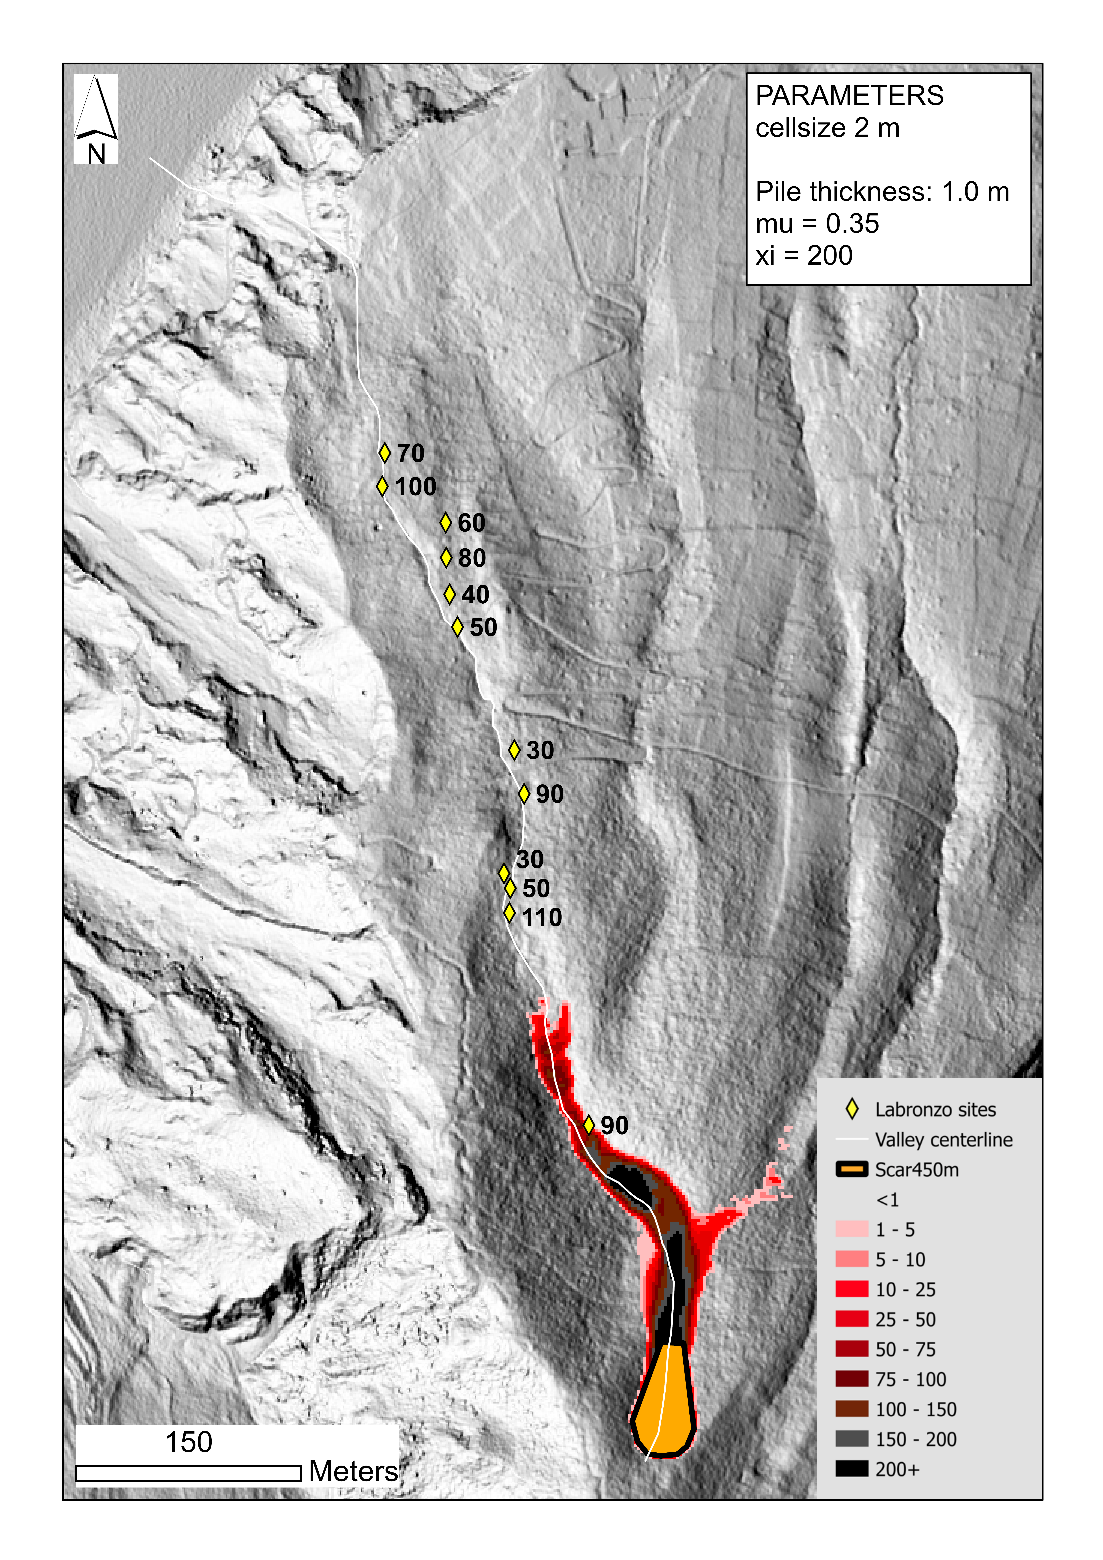 N
PARAMETERS
cellsize 2 m
Pile thickness: 1.0 m
mu = 0.35
xi = 200
70
100
60
80
40
50
30
90
30
50
110
90
Labronzo sites
Valley centerline
Scar450m
<1
1 - 5
5 - 10
10 - 25
25 - 50
50 - 75
75 - 100
100 - 150
150 - 200
200+
150
Meters